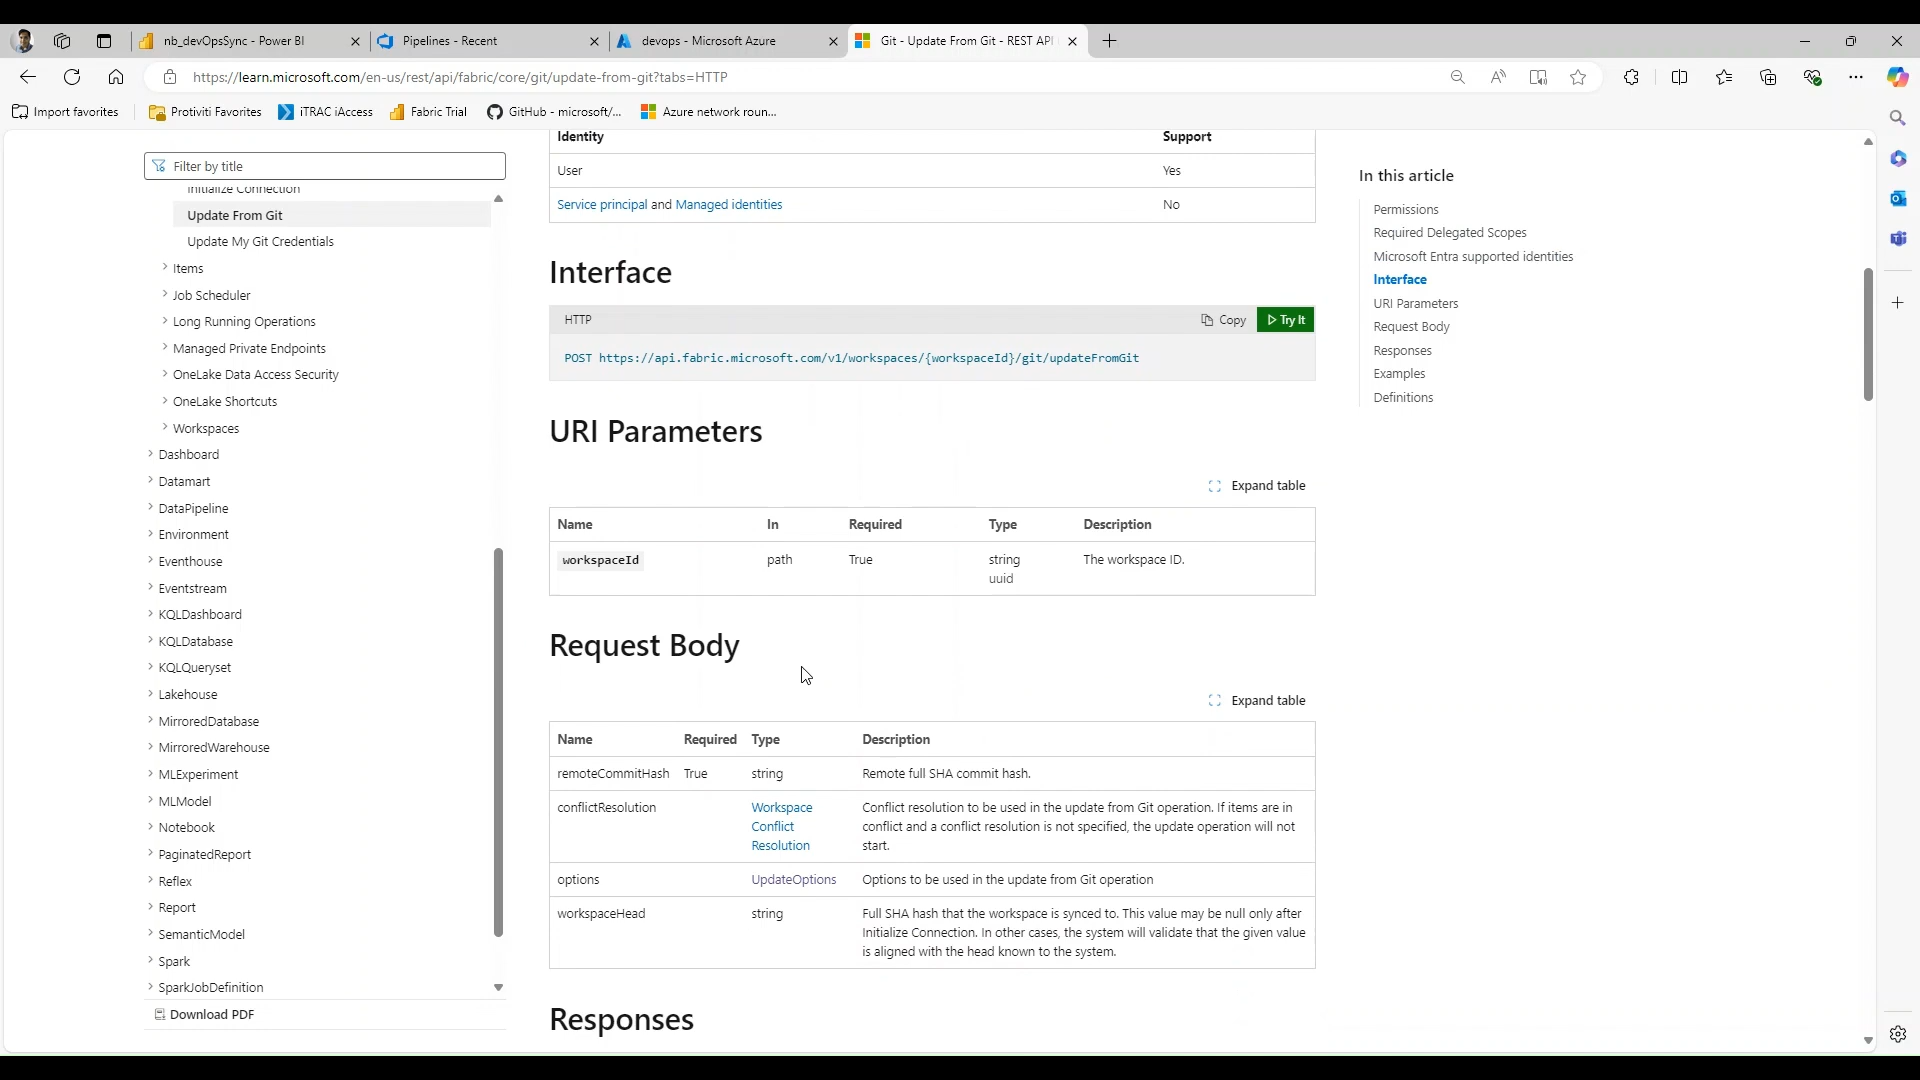 nb_devOpsSync - Power BI
Pipelines - Recent
devops - Microsoft Azure
Git - Update From Git - REST API
https://learn.microsoft.com/en-us/rest/api/fabric/core/git/update-from-git?tabs=HTTP
Import favorites
Protiviti Favorites
iTRAC iAccess
Fabric Trial
GitHub - microsoft/...
Azure network roun...
Filter by title
Initialize Connection
Update From Git
Update My Git Credentials
Items
Job Scheduler
Long Running Operations
Managed Private Endpoints
OneLake Data Access Security
OneLake Shortcuts
Workspaces
Dashboard
Datamart
DataPipeline
Environment
Eventhouse
Eventstream
KQLDashboard
KQLDatabase
KQLQueryset
Lakehouse
MirroredDatabase
MirroredWarehouse
MLExperiment
MLModel
Notebook
PaginatedReport
Reflex
Report
SemanticModel
Spark
SparkJobDefinition
Download PDF
Identity Support
User Yes
Service principal and Managed identities No
Interface
HTTP Copy Try It
POST https://api.fabric.microsoft.com/v1/workspaces/{workspaceId}/git/updateFromGit
URI Parameters
Expand table
Name In Required Type Description
workspaceId path True string The workspace ID.
uuid
Request Body
Expand table
Name Required Type Description
remoteCommitHash True string Remote full SHA commit hash.
conflictResolution Workspace Conflict resolution to be used in the update from Git operation. If items are in
Conflict conflict and a conflict resolution is not specified, the update operation will not
Resolution start.
options UpdateOptions Options to be used in the update from Git operation
workspaceHead string Full SHA hash that the workspace is synced to. This value may be null only after
Initialize Connection. In other cases, the system will validate that the given value
is aligned with the head known to the system.
Responses
In this article
Permissions
Required Delegated Scopes
Microsoft Entra supported identities
Interface
URI Parameters
Request Body
Responses
Examples
Definitions